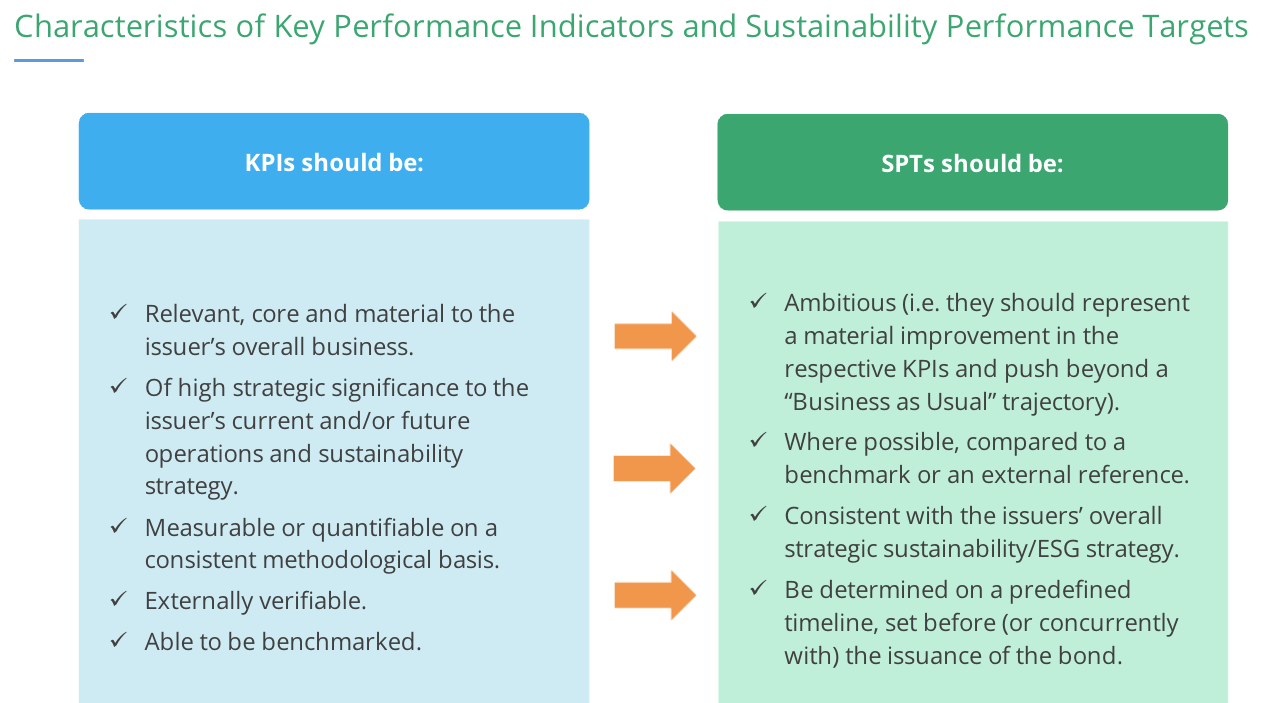 Characteristics of Key Performance Indicators and Sustainability Performance Targets
KPIs should be:
✓ Relevant, core and material to the
issuer’s overall business.
✓ Of high strategic significance to the
issuer’s current and/or future
operations and sustainability
strategy.
✓ Measurable or quantifiable on a
consistent methodological basis.
✓ Externally verifiable.
✓ Able to be benchmarked.
SPTs should be:
✓ Ambitious (i.e. they should represent
a material improvement in the
respective KPIs and push beyond a
“Business as Usual” trajectory).
✓ Where possible, compared to a
benchmark or an external reference.
✓ Consistent with the issuers’ overall
strategic sustainability/ESG strategy.
✓ Be determined on a predefined
timeline, set before (or concurrently
with) the issuance of the bond.